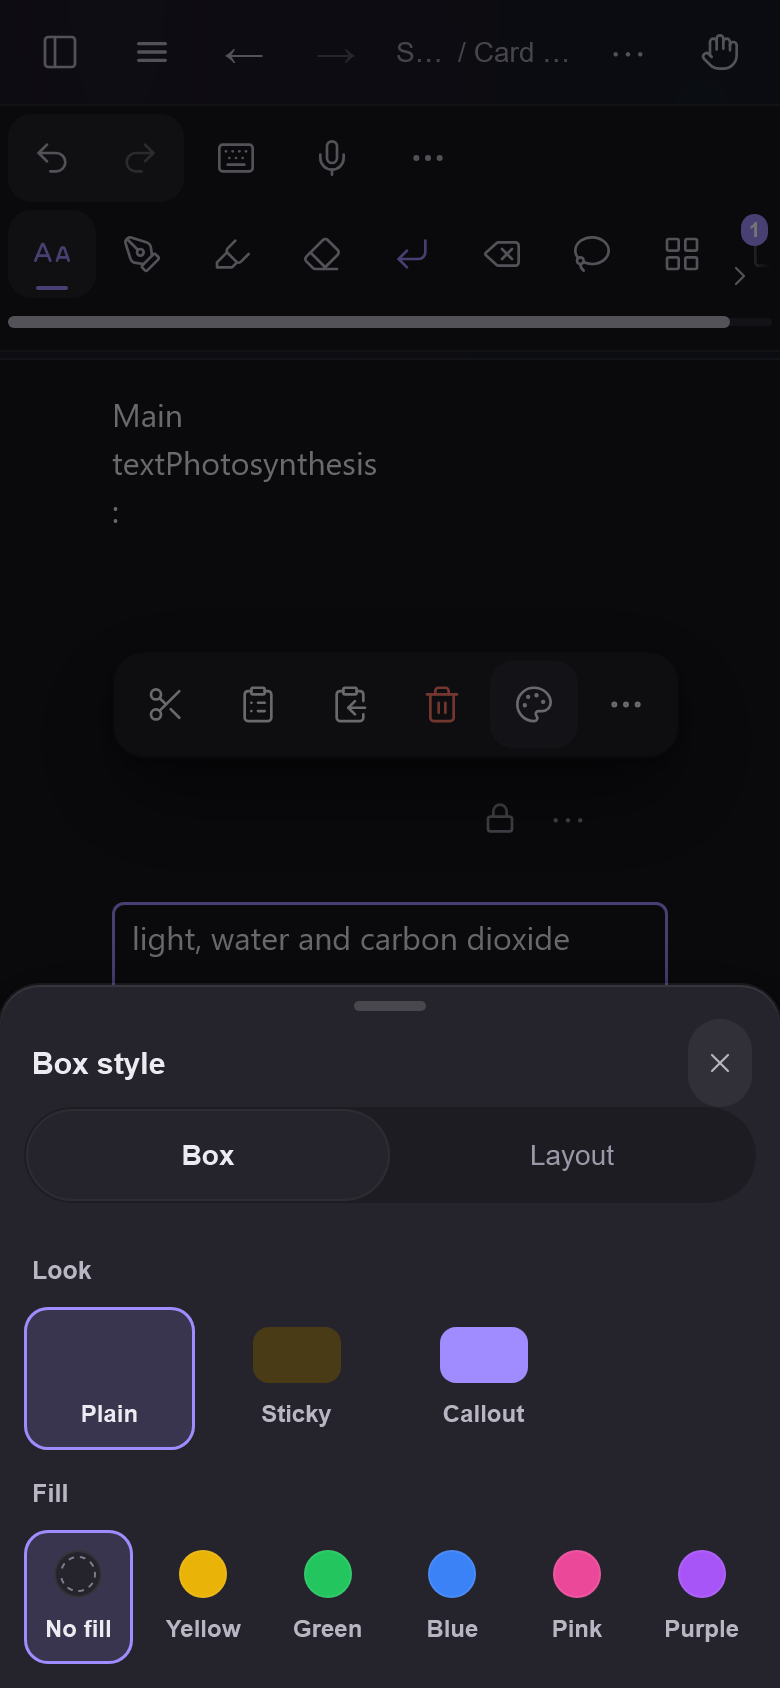 S... / Card ...
AA
1
Main
textPhotosynthesis
:
light, water and carbon dioxide
Box style
Box
Layout
Look
Plain
Sticky
Callout
Fill
No fill
Yellow
Green
Blue
Pink
Purple